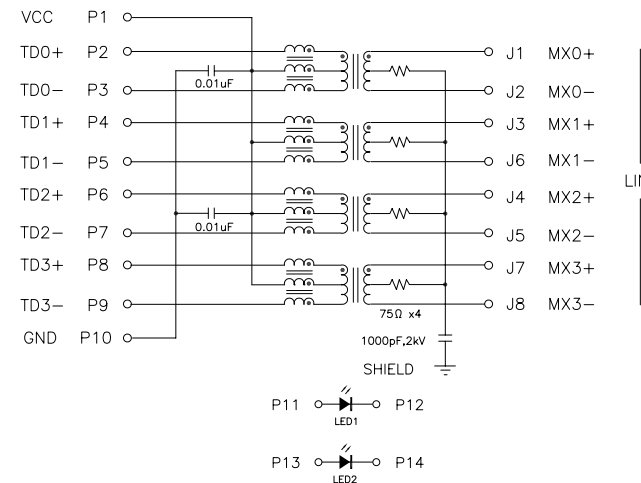 VCC P1
TD0+ P2 J1 MX0+
0.01uF
TD0- P3 J2 MX0-
TD1+ P4 J3 MX1+
TD1- P5 J6 MX1-
TD2+ P6 J4 MX2+
0.01uF
TD2- P7 J5 MX2-
TD3+ P8 J7 MX3+
TD3- P9 J8 MX3-
75Ω x4
GND P10 1000pF,2kV
SHIELD
P11 P12
LED1
P13 P14
LED2